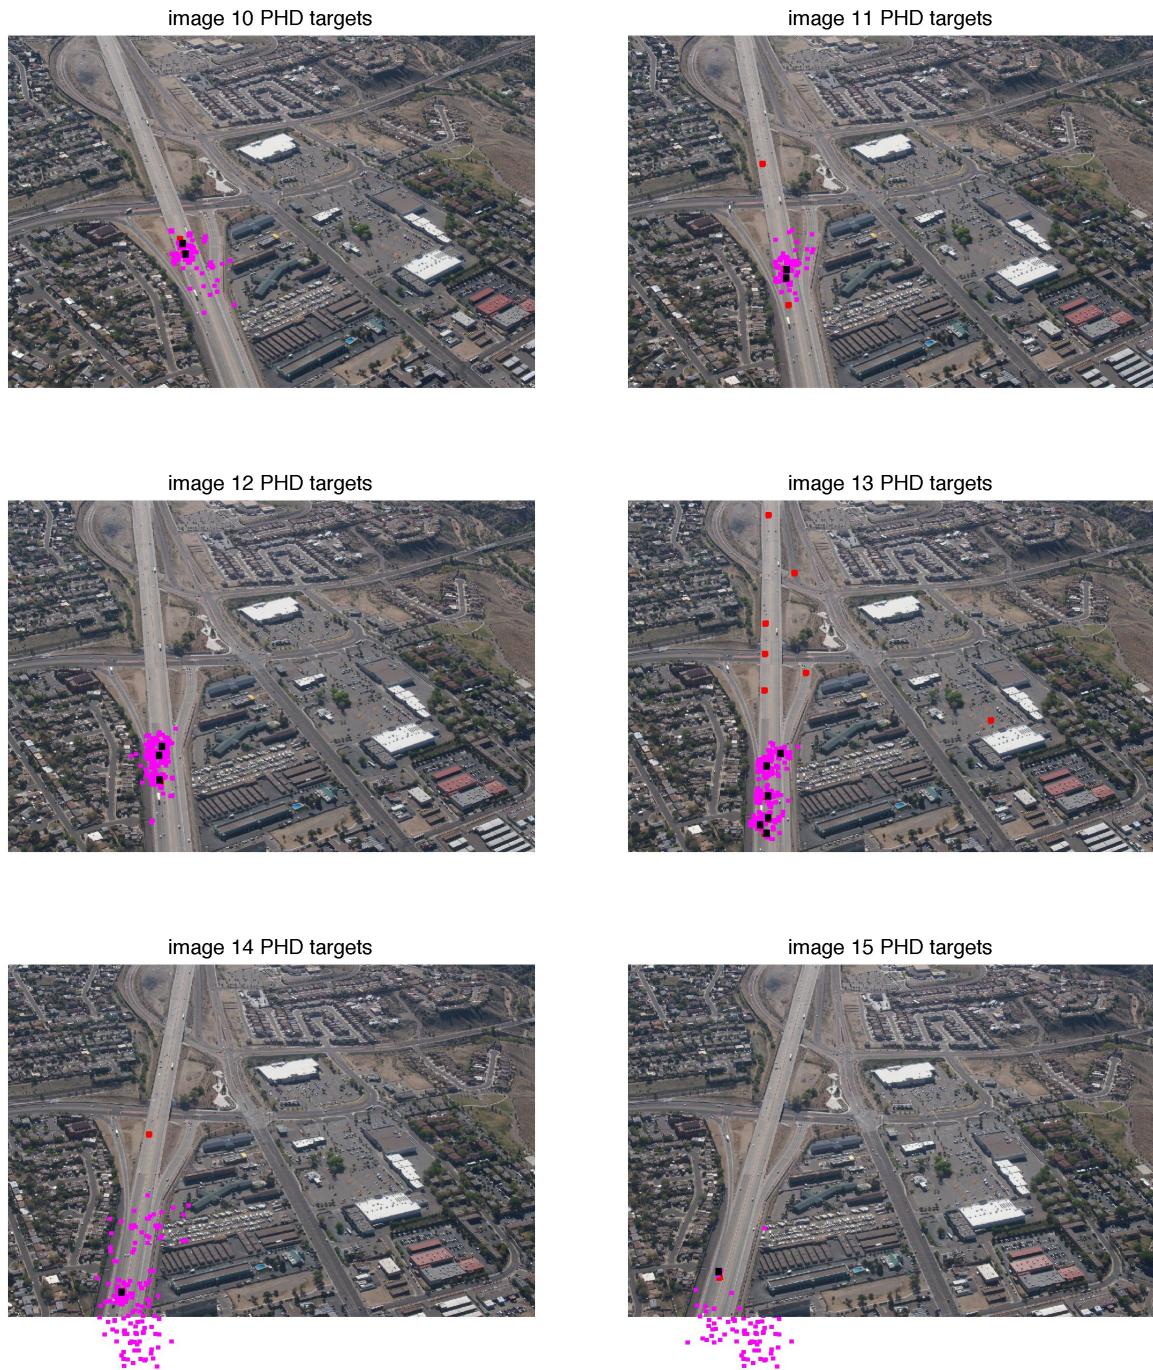 image 10 PHD targets
image 11 PHD targets
image 12 PHD targets
image 13 PHD targets
image 14 PHD targets
image 15 PHD targets